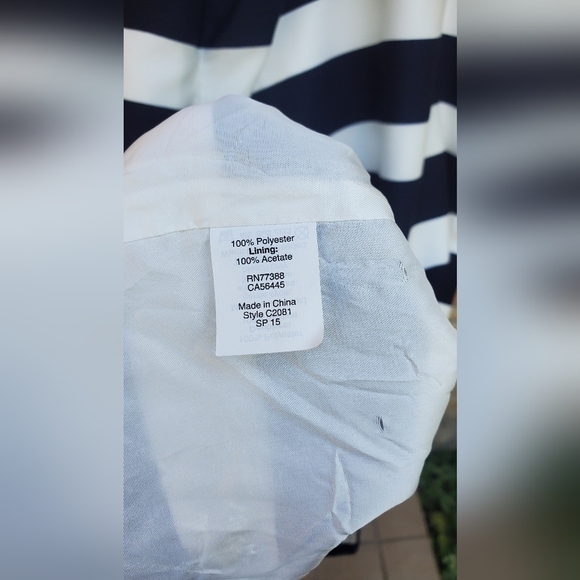 100% Polyester
Lining:
100% Acetate
RN77388
CA56445
Made in China
Style C2081
SP 15